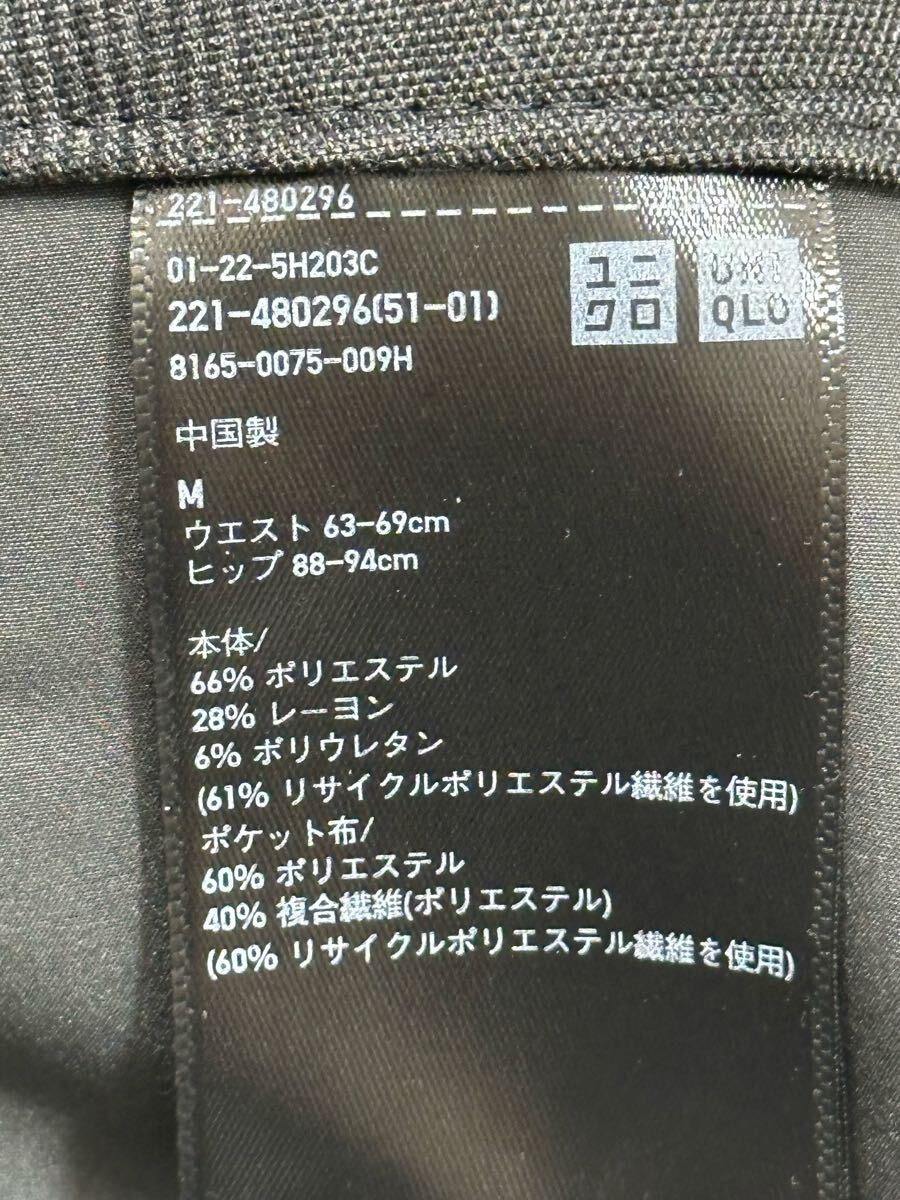 221-480296
01-22-5H203C
221-480296(51-01)
8165-0075-009H
ユニ
クロ
UNI
QLO
中国製
M
ウエスト 63-69cm
ヒップ 88-94cm
本体/
66% ポリエステル
28% レーヨン
6% ポリウレタン
(61% リサイクルポリエステル繊維を使用)
ポケット布/
60% ポリエステル
40% 複合繊維(ポリエステル)
(60% リサイクルポリエステル繊維を使用)